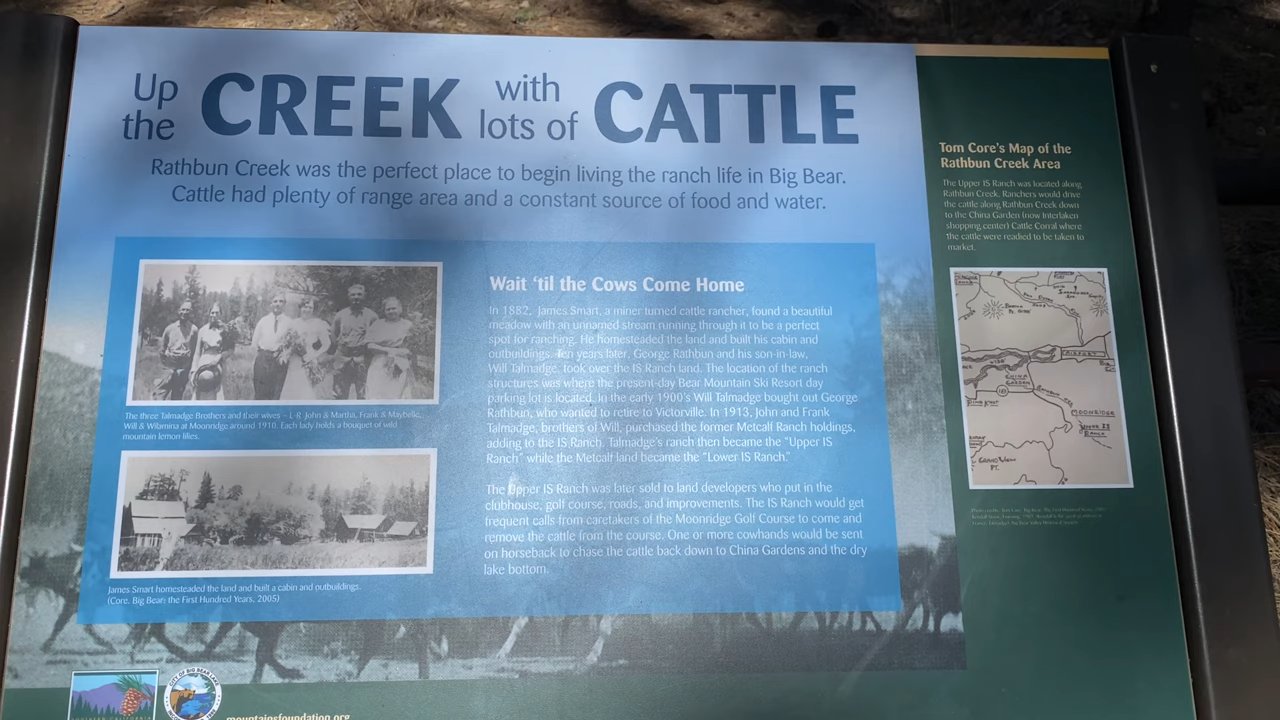 Up the CREEK with lots of CATTLE
Rathbun Creek was the perfect place to begin living the ranch life in Big Bear.
Cattle had plenty of range area and a constant source of food and water.
The three Talmadge Brothers and their wives – L-R John & Martha, Frank & Maybelle,
Will & Wilamina at Moonridge around 1910. Each lady holds a bouquet of wild
mountain lemon lilies.
James Smart homesteaded the land and built a cabin and outbuildings.
(Core, Big Bear: the First Hundred Years, 2005)
Wait 'til the Cows Come Home
In 1882, James Smart, a miner turned cattle rancher, found a beautiful
meadow with an unnamed stream running through it to be a perfect
spot for ranching. He homesteaded the land and built his cabin and
outbuildings. Ten years later, George Rathbun and his son-in-law,
Will Talmadge, took over the IS Ranch land. The location of the ranch
structures was where the present-day Bear Mountain Ski Resort day
parking lot is located. In the early 1900's Will Talmadge bought out George
Rathbun, who wanted to retire to Victorville. In 1913, John and Frank
Talmadge, brothers of Will, purchased the former Metcalf Ranch holdings,
adding to the IS Ranch. Talmadge's ranch then became the "Upper IS
Ranch" while the Metcalf land became the "Lower IS Ranch."
The Upper IS Ranch was later sold to land developers who put in the
clubhouse, golf course, roads, and improvements. The IS Ranch would get
frequent calls from caretakers of the Moonridge Golf Course to come and
remove the cattle from the course. One or more cowhands would be sent
on horseback to chase the cattle back down to China Gardens and the dry
lake bottom.
Tom Core's Map of the
Rathbun Creek Area
The Upper IS Ranch was located along
Rathbun Creek. Ranchers would drive
the cattle along Rathbun Creek down
to the China Garden (now Interlaken
shopping center) Cattle Corral where
the cattle were readied to be taken to
market.
AIRPORT
CHINA
GARDEN
MOONRIDGE
UPPER IS
RANCH
GRAND VIEW
PT.
CITY OF BIG BEAR LAKE
mountainsfoundation.org